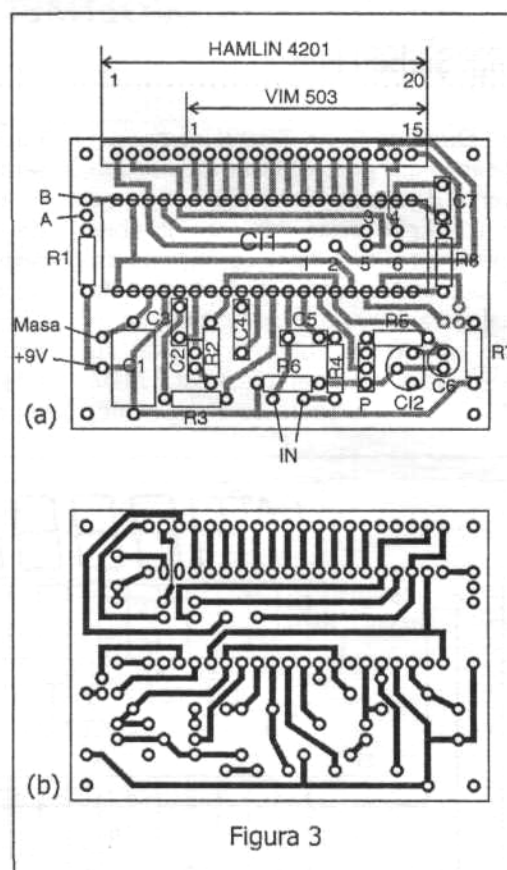 HAMLIN 4201
1 20
VIM 503
1 15
B
A
3 4
C7
CI1
R1
1 2 5 6
R8
Masa
C3
C2
R2
C4
C5
R5
+9V
C1
R6
R4
C6
R7
(a)
R3
P
CI2
IN
(b)
Figura 3